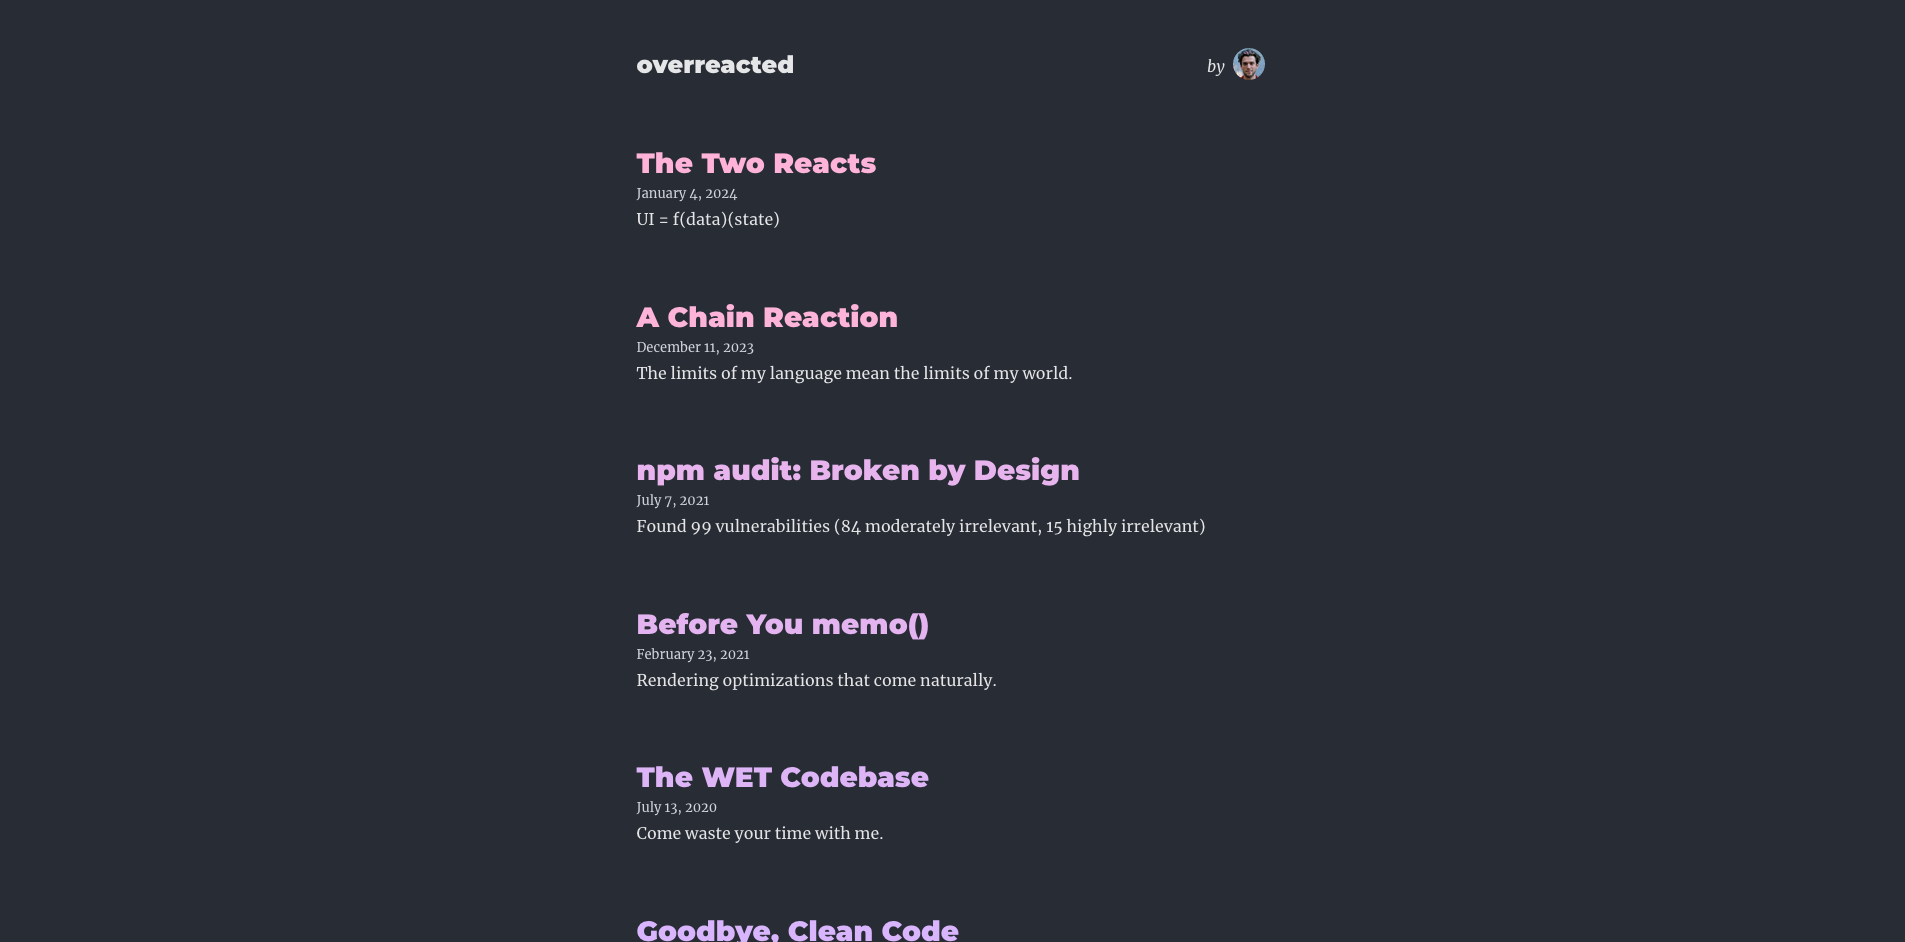 overreacted
by
The Two Reacts
January 4, 2024
UI = f(data)(state)
A Chain Reaction
December 11, 2023
The limits of my language mean the limits of my world.
npm audit: Broken by Design
July 7, 2021
Found 99 vulnerabilities (84 moderately irrelevant, 15 highly irrelevant)
Before You memo()
February 23, 2021
Rendering optimizations that come naturally.
The WET Codebase
July 13, 2020
Come waste your time with me.
Goodbye, Clean Code